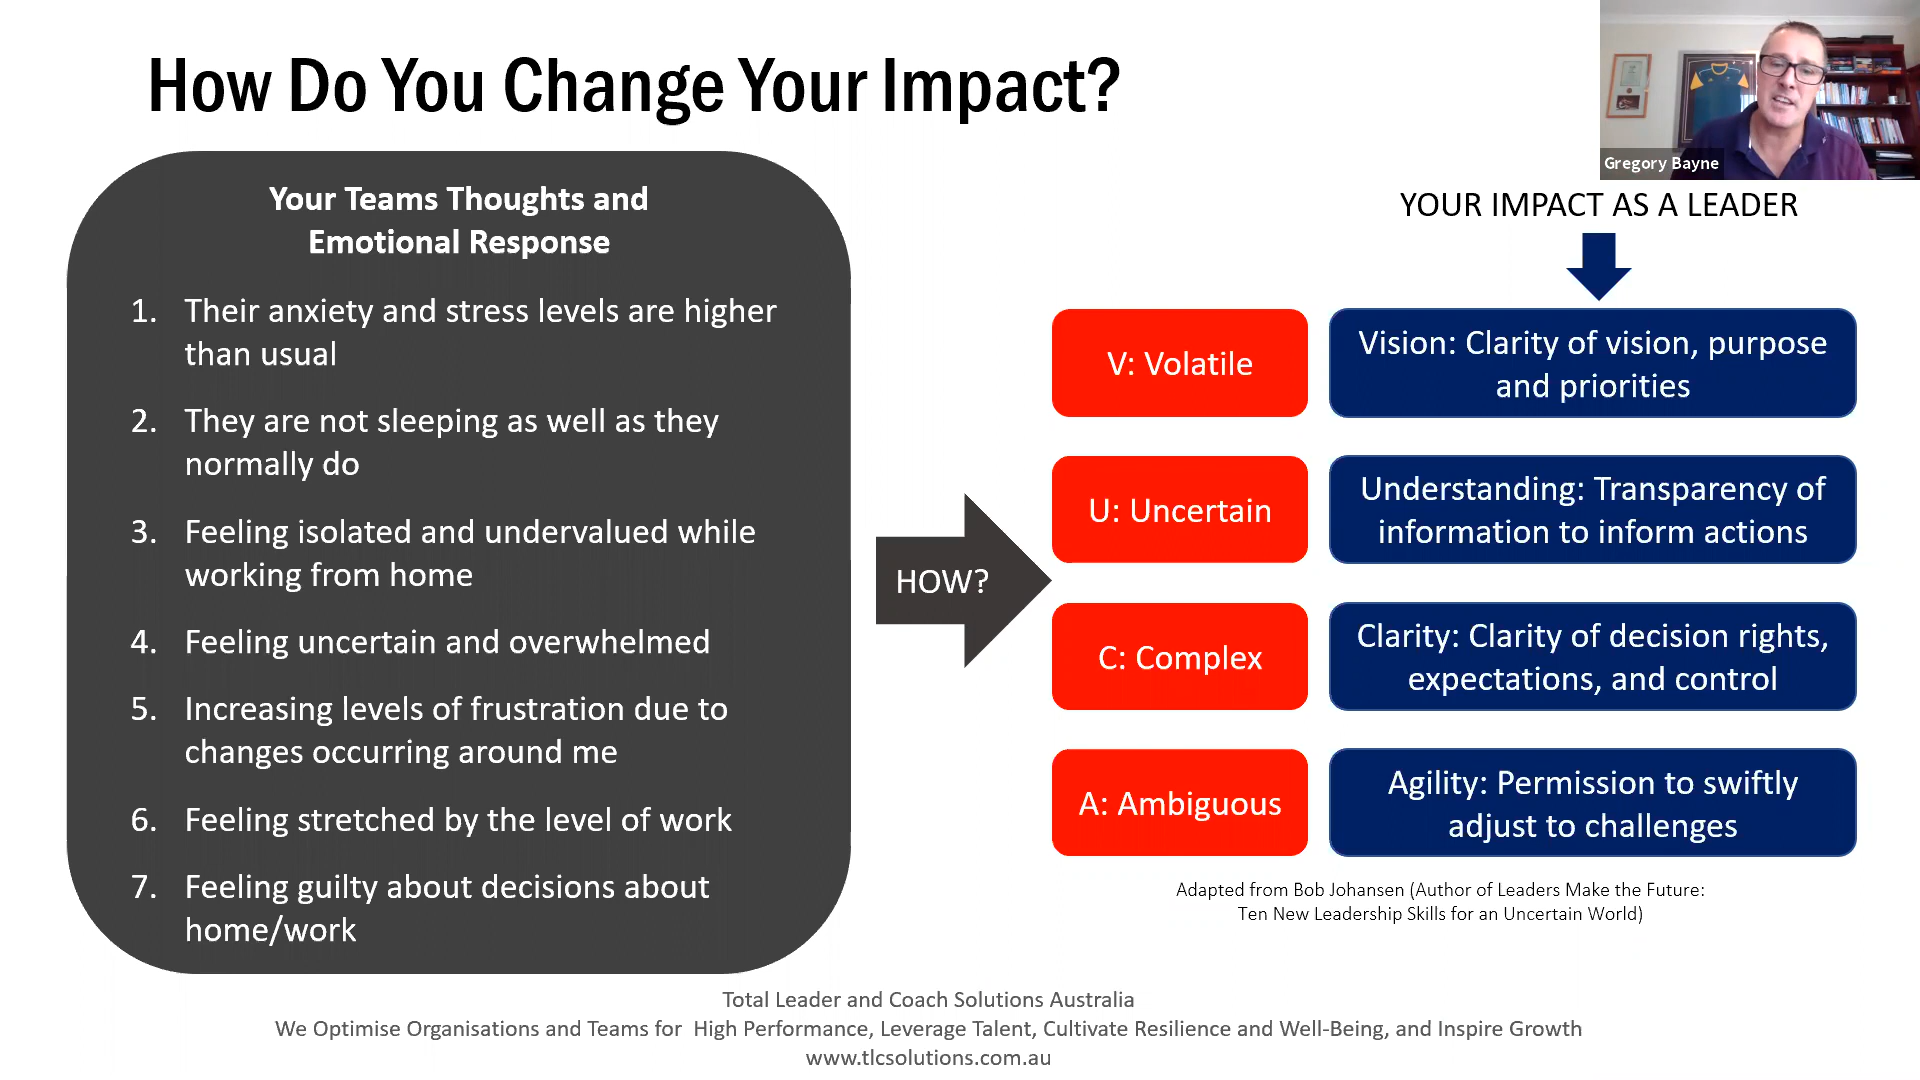 How Do You Change Your Impact?
Gregory Bayne
Your Teams Thoughts and
Emotional Response
1. Their anxiety and stress levels are higher
than usual
2. They are not sleeping as well as they
normally do
3. Feeling isolated and undervalued while
working from home
4. Feeling uncertain and overwhelmed
5. Increasing levels of frustration due to
changes occurring around me
6. Feeling stretched by the level of work
7. Feeling guilty about decisions about
home/work
HOW?
YOUR IMPACT AS A LEADER
V: Volatile
Vision: Clarity of vision, purpose
and priorities
U: Uncertain
Understanding: Transparency of
information to inform actions
C: Complex
Clarity: Clarity of decision rights,
expectations, and control
A: Ambiguous
Agility: Permission to swiftly
adjust to challenges
Adapted from Bob Johansen (Author of Leaders Make the Future:
Ten New Leadership Skills for an Uncertain World)
Total Leader and Coach Solutions Australia
We Optimise Organisations and Teams for High Performance, Leverage Talent, Cultivate Resilience and Well-Being, and Inspire Growth
www.tlcsolutions.com.au